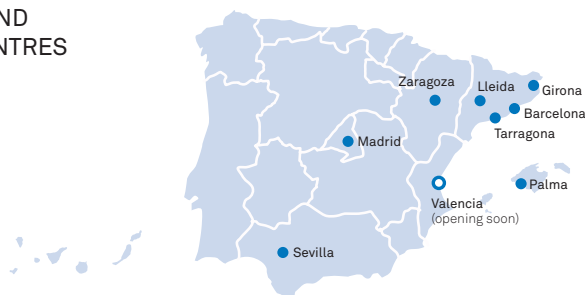 ND
NTRES
Zaragoza
Lleida
Girona
Barcelona
Tarragona
Madrid
Palma
Valencia
(opening soon)
Sevilla